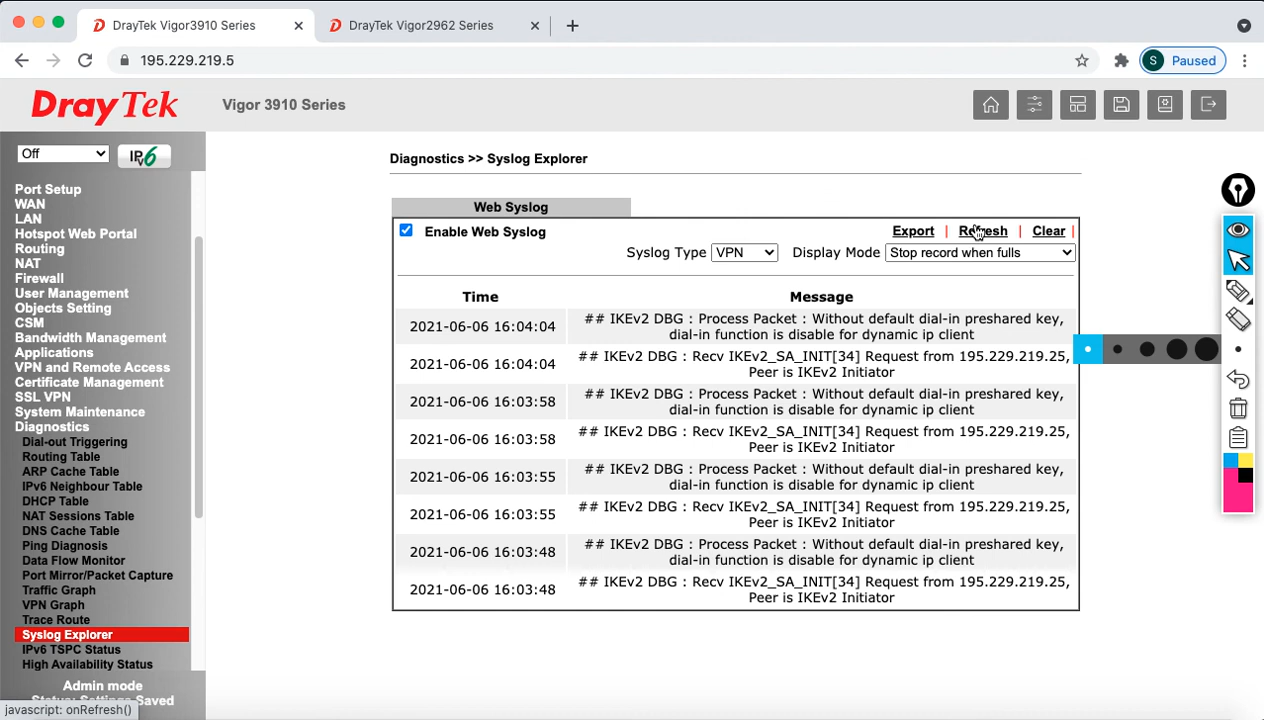 DrayTek Vigor3910 Series
DrayTek Vigor2962 Series
195.229.219.5
S Paused
DrayTek
Vigor 3910 Series
Off
IPv6
Port Setup
WAN
LAN
Hotspot Web Portal
Routing
NAT
Firewall
User Management
Objects Setting
CSM
Bandwidth Management
Applications
VPN and Remote Access
Certificate Management
SSL VPN
System Maintenance
Diagnostics
Dial-out Triggering
Routing Table
ARP Cache Table
IPv6 Neighbour Table
DHCP Table
NAT Sessions Table
DNS Cache Table
Ping Diagnosis
Data Flow Monitor
Port Mirror/Packet Capture
Traffic Graph
VPN Graph
Trace Route
Syslog Explorer
IPv6 TSPC Status
High Availability Status
Admin mode
Status: Settings Saved
javascript: onRefresh()
Diagnostics >> Syslog Explorer
Web Syslog
Enable Web Syslog
Export | Refresh | Clear |
Syslog Type VPN Display Mode Stop record when fulls
Time Message
2021-06-06 16:04:04 ## IKEv2 DBG : Process Packet : Without default dial-in preshared key,
dial-in function is disable for dynamic ip client
2021-06-06 16:04:04 ## IKEv2 DBG : Recv IKEv2_SA_INIT[34] Request from 195.229.219.25,
Peer is IKEv2 Initiator
2021-06-06 16:03:58 ## IKEv2 DBG : Process Packet : Without default dial-in preshared key,
dial-in function is disable for dynamic ip client
2021-06-06 16:03:58 ## IKEv2 DBG : Recv IKEv2_SA_INIT[34] Request from 195.229.219.25,
Peer is IKEv2 Initiator
2021-06-06 16:03:55 ## IKEv2 DBG : Process Packet : Without default dial-in preshared key,
dial-in function is disable for dynamic ip client
2021-06-06 16:03:55 ## IKEv2 DBG : Recv IKEv2_SA_INIT[34] Request from 195.229.219.25,
Peer is IKEv2 Initiator
2021-06-06 16:03:48 ## IKEv2 DBG : Process Packet : Without default dial-in preshared key,
dial-in function is disable for dynamic ip client
2021-06-06 16:03:48 ## IKEv2 DBG : Recv IKEv2_SA_INIT[34] Request from 195.229.219.25,
Peer is IKEv2 Initiator